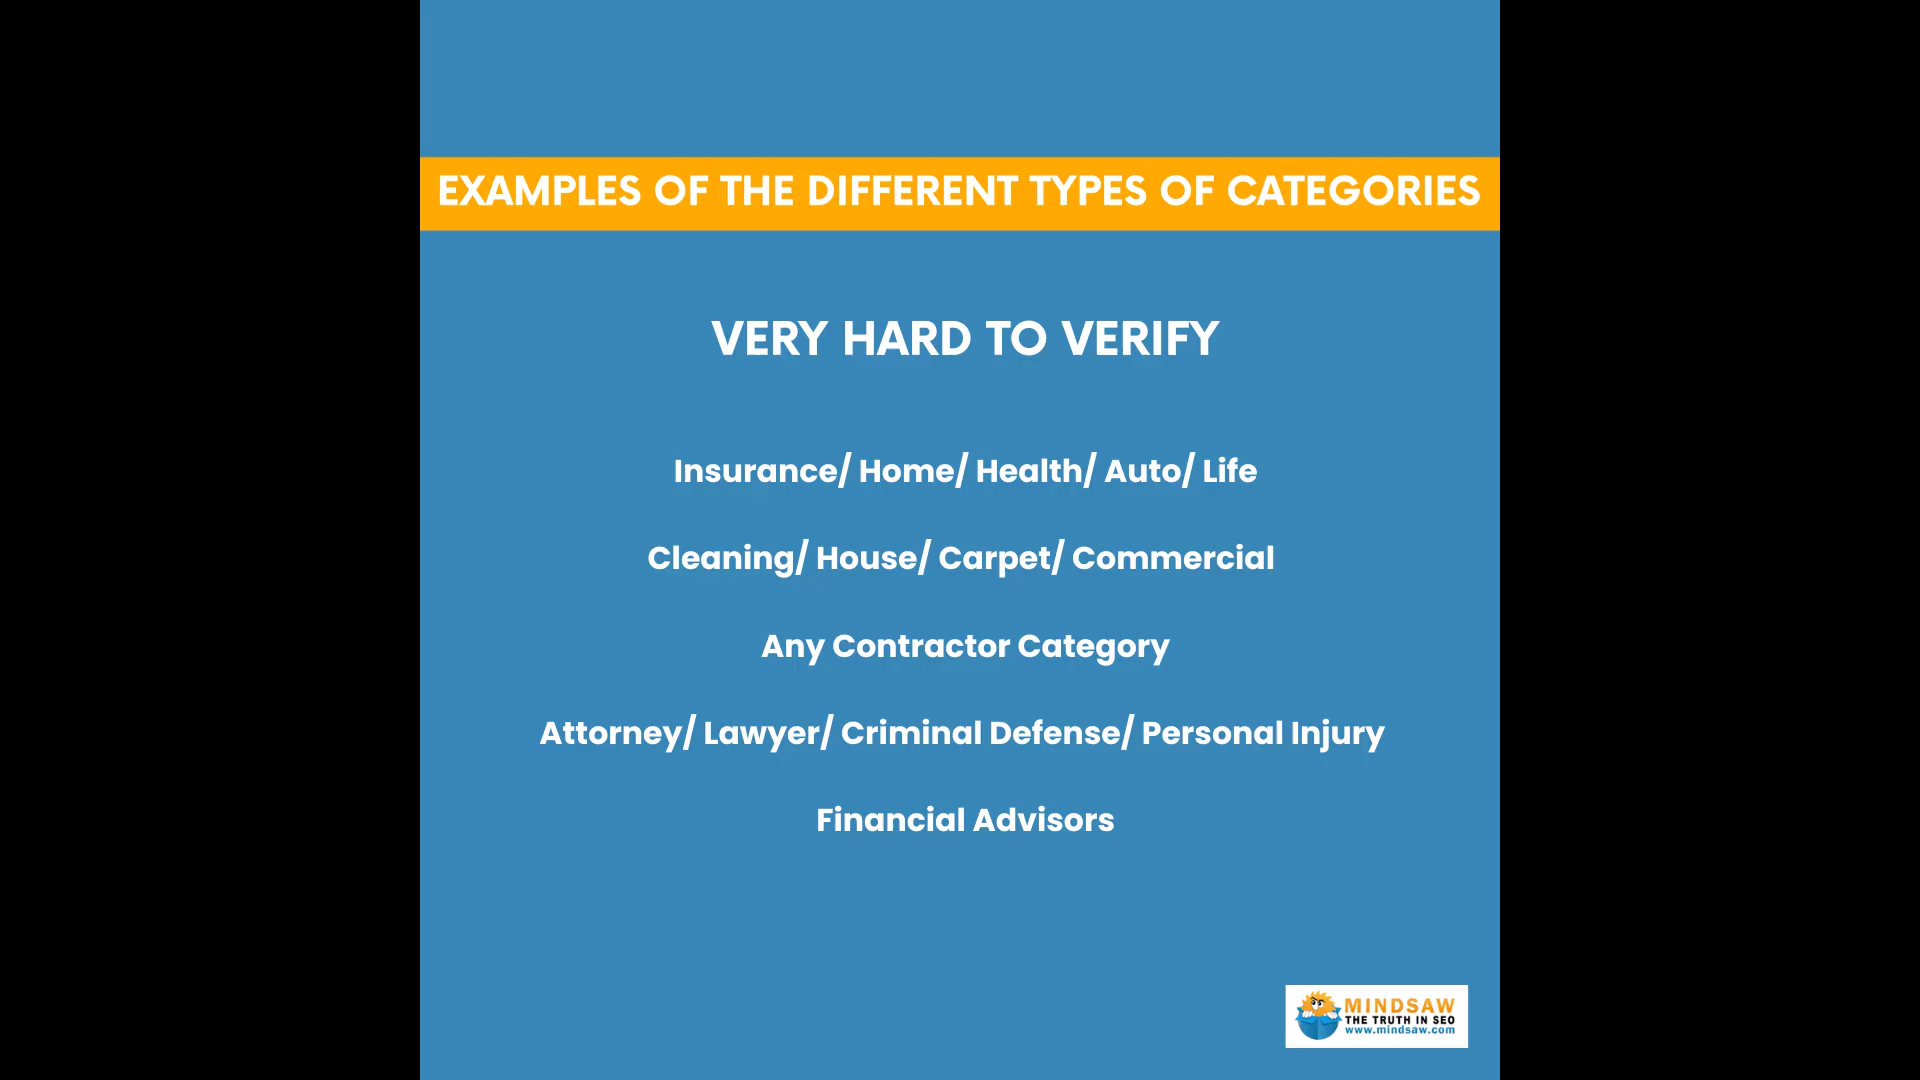 EXAMPLES OF THE DIFFERENT TYPES OF CATEGORIES
VERY HARD TO VERIFY
Insurance/ Home/ Health/ Auto/ Life
Cleaning/ House/ Carpet/ Commercial
Any Contractor Category
Attorney/ Lawyer/ Criminal Defense/ Personal Injury
Financial Advisors
MINDSAW
THE TRUTH IN SEO
www.mindsaw.com